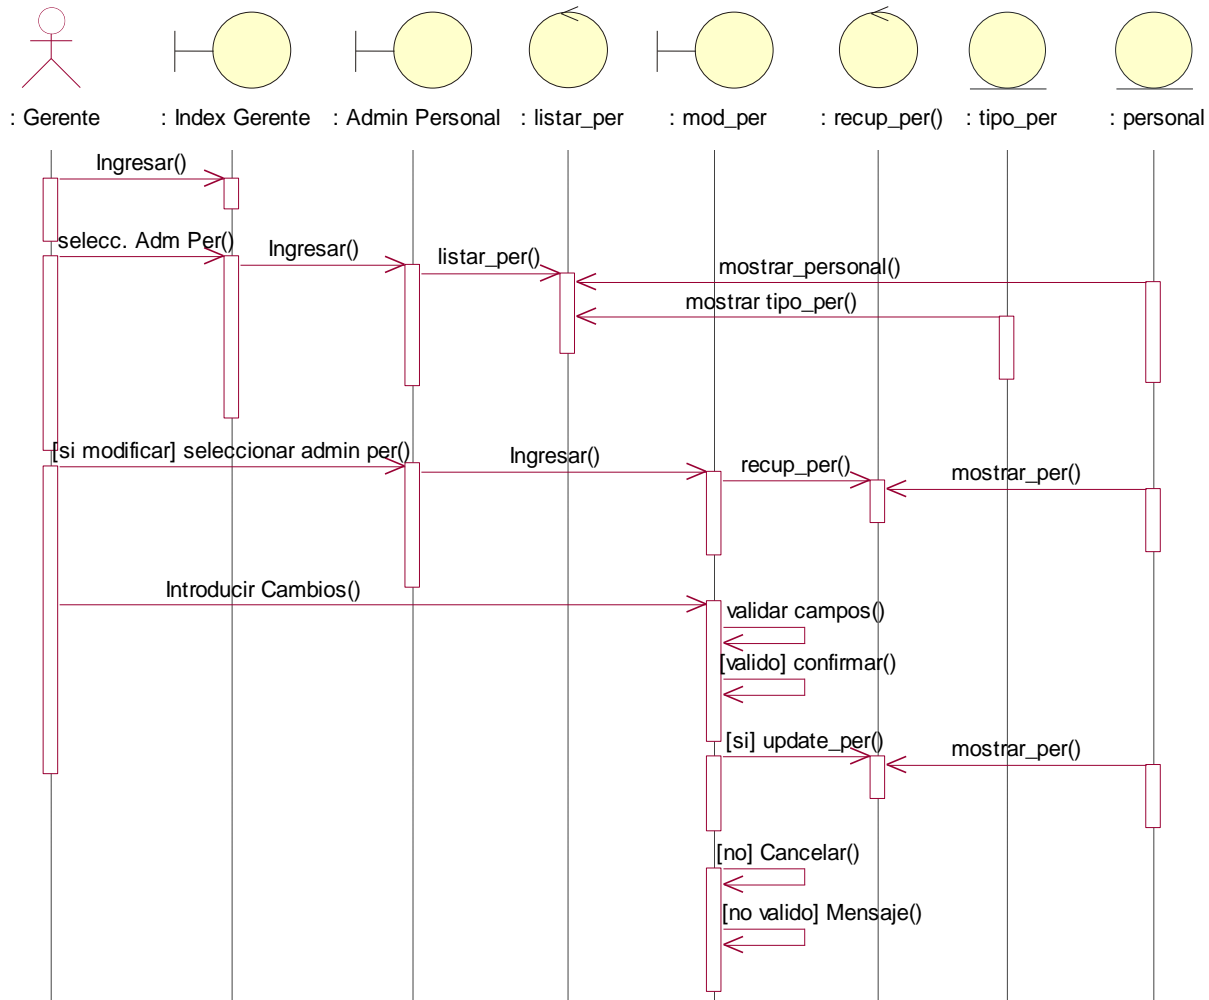 : Gerente
: Index Gerente
: Admin Personal
: listar_per
: mod_per
: recup_per()
: tipo_per
: personal
Ingresar()
selecc. Adm Per()
Ingresar()
listar_per()
mostrar_personal()
mostrar tipo_per()
[si modificar] seleccionar admin per()
Ingresar()
recup_per()
mostrar_per()
Introducir Cambios()
validar campos()
[valido] confirmar()
[si] update_per()
mostrar_per()
[no] Cancelar()
[no valido] Mensaje()